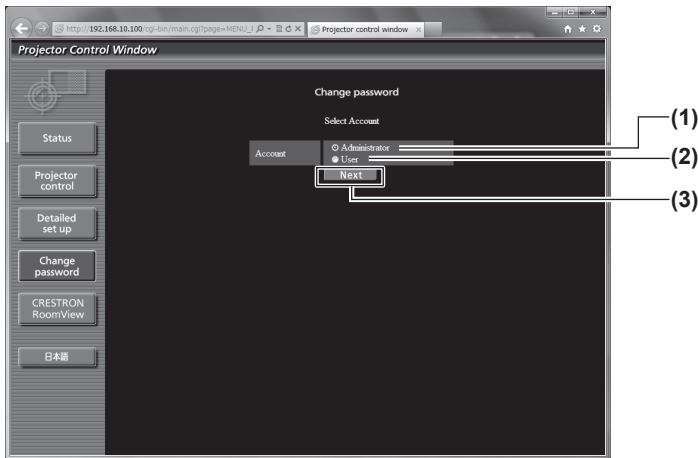 http://192.168.10.100/cgi-bin/main.cgi?page=MENU_
Projector control window
Projector Control Window
Change password
Select Account
Account
Administrator
User
Next
Status
Projector control
Detailed set up
Change password
CRESTRON RoomView
日本語
(1)
(2)
(3)